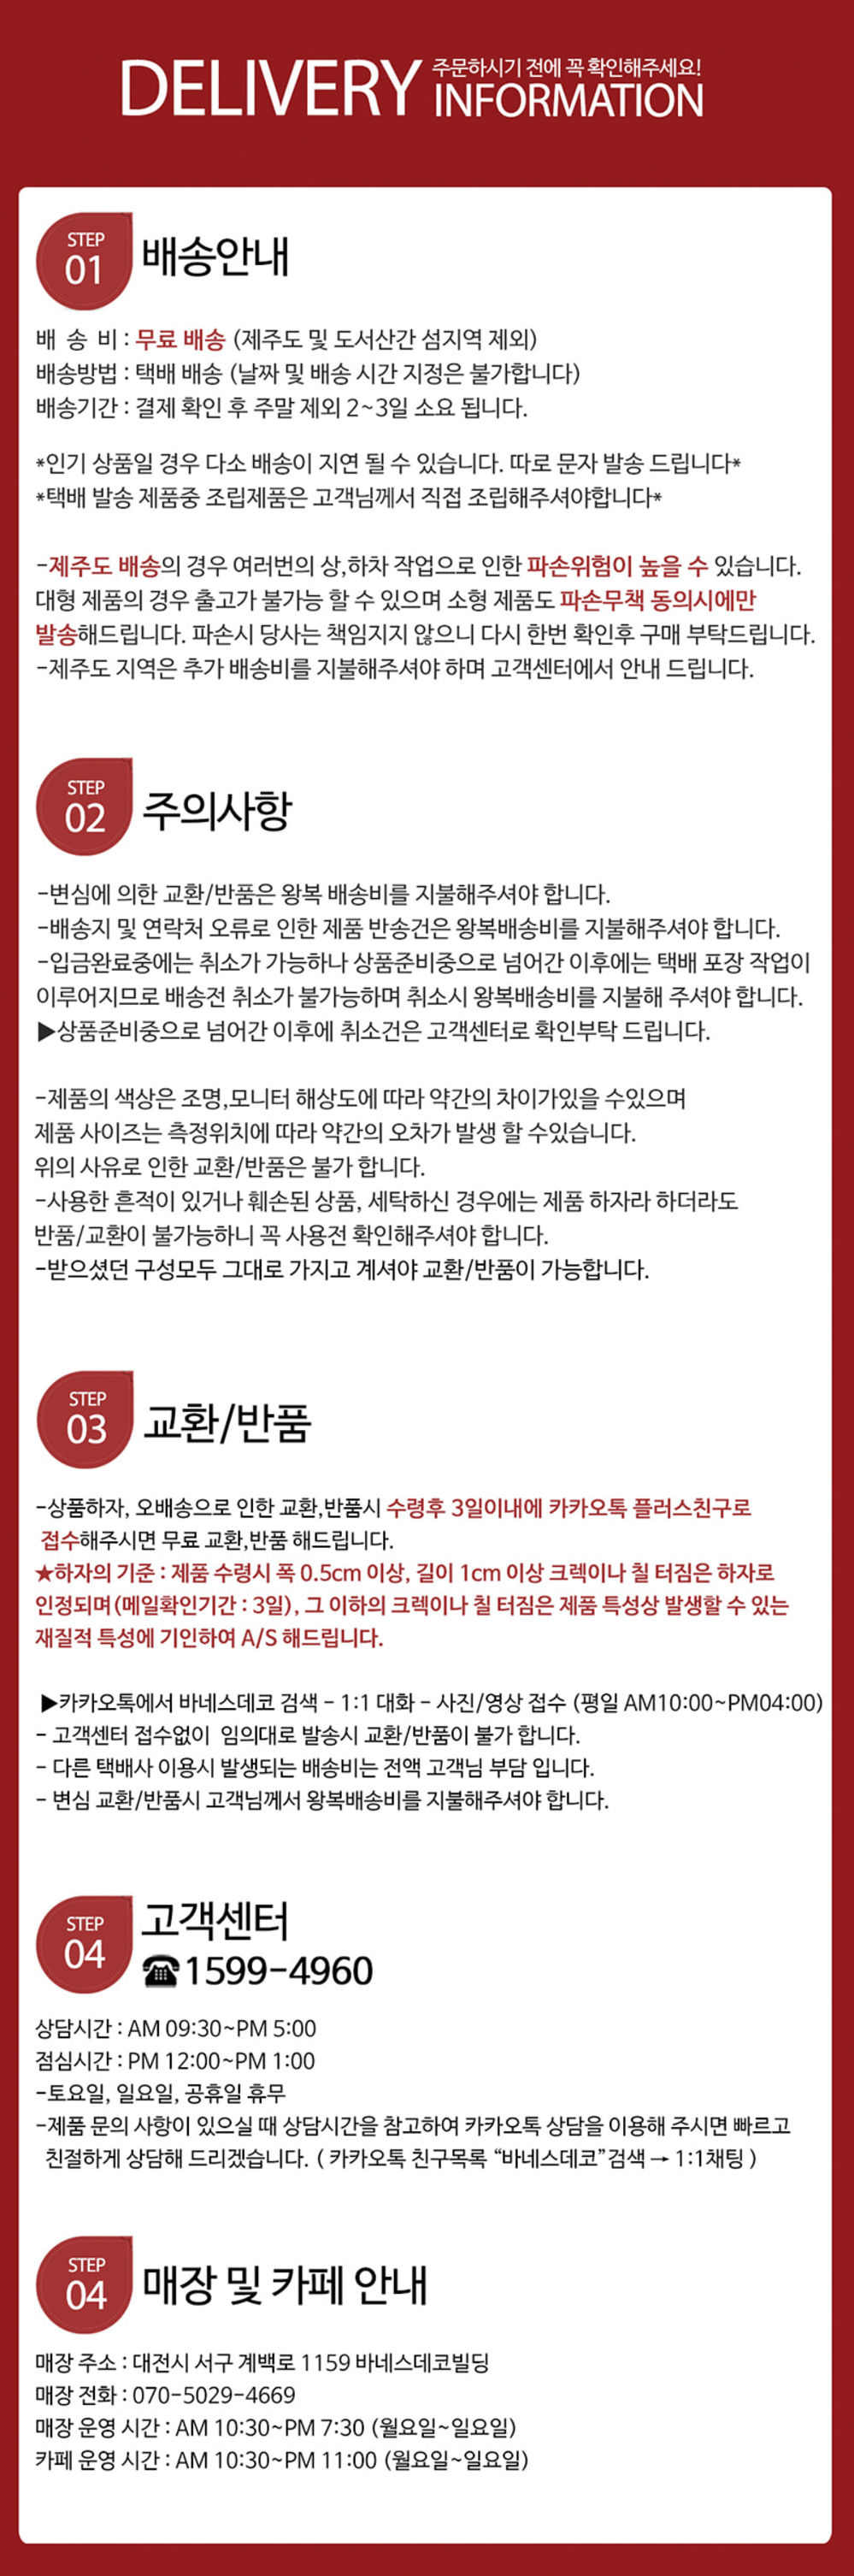 DELIVERY 주문하시기 전에 꼭 확인해주세요!
INFORMATION
STEP
01
배송안내
배 송 비 : 무료 배송 (제주도 및 도서산간 섬지역 제외)
배송방법 : 택배 배송 (날짜 및 배송 시간 지정은 불가합니다)
배송기간 : 결제 확인 후 주말 제외 2~3일 소요 됩니다.
*인기 상품일 경우 다소 배송이 지연 될 수 있습니다. 따로 문자 발송 드립니다*
*택배 발송 제품중 조립제품은 고객님께서 직접 조립해주셔야합니다*
-제주도 배송의 경우 여러번의 상,하차 작업으로 인한 파손위험이 높을 수 있습니다.
대형 제품의 경우 출고가 불가능 할 수 있으며 소형 제품도 파손무책 동의시에만
발송해드립니다. 파손시 당사는 책임지지 않으니 다시 한번 확인후 구매 부탁드립니다.
-제주도 지역은 추가 배송비를 지불해주셔야 하며 고객센터에서 안내 드립니다.
STEP
02
주의사항
-변심에 의한 교환/반품은 왕복 배송비를 지불해주셔야 합니다.
-배송지 및 연락처 오류로 인한 제품 반송건은 왕복배송비를 지불해주셔야 합니다.
-입금완료중에는 취소가 가능하나 상품준비중으로 넘어간 이후에는 택배 포장 작업이
이루어지므로 배송전 취소가 불가능하며 취소시 왕복배송비를 지불해 주셔야 합니다.
▶상품준비중으로 넘어간 이후에 취소건은 고객센터로 확인부탁 드립니다.
-제품의 색상은 조명,모니터 해상도에 따라 약간의 차이가있을 수있으며
제품 사이즈는 측정위치에 따라 약간의 오차가 발생 할 수있습니다.
위의 사유로 인한 교환/반품은 불가 합니다.
-사용한 흔적이 있거나 훼손된 상품, 세탁하신 경우에는 제품 하자라 하더라도
반품/교환이 불가능하니 꼭 사용전 확인해주셔야 합니다.
-받으셨던 구성모두 그대로 가지고 계셔야 교환/반품이 가능합니다.
STEP
03
교환/반품
-상품하자, 오배송으로 인한 교환,반품시 수령후 3일이내에 카카오톡 플러스친구로
접수해주시면 무료 교환,반품 해드립니다.
★하자의 기준 : 제품 수령시 폭 0.5cm 이상, 길이 1cm 이상 크렉이나 칠 터짐은 하자로
인정되며(메일확인기간 : 3일), 그 이하의 크렉이나 칠 터짐은 제품 특성상 발생할 수 있는
재질적 특성에 기인하여 A/S 해드립니다.
▶카카오톡에서 바네스데코 검색 - 1:1 대화 - 사진/영상 접수 (평일 AM10:00~PM04:00)
- 고객센터 접수없이 임의대로 발송시 교환/반품이 불가 합니다.
- 다른 택배사 이용시 발생되는 배송비는 전액 고객님 부담 입니다.
- 변심 교환/반품시 고객님께서 왕복배송비를 지불해주셔야 합니다.
STEP
04
고객센터
☎1599-4960
상담시간 : AM 09:30~PM 5:00
점심시간 : PM 12:00~PM 1:00
-토요일, 일요일, 공휴일 휴무
-제품 문의 사항이 있으실 때 상담시간을 참고하여 카카오톡 상담을 이용해 주시면 빠르고
친절하게 상담해 드리겠습니다. ( 카카오톡 친구목록 “바네스데코”검색 → 1:1채팅 )
STEP
04
매장 및 카페 안내
매장 주소 : 대전시 서구 계백로 1159 바네스데코빌딩
매장 전화 : 070-5029-4669
매장 운영 시간 : AM 10:30~PM 7:30 (월요일~일요일)
카페 운영 시간 : AM 10:30~PM 11:00 (월요일~일요일)